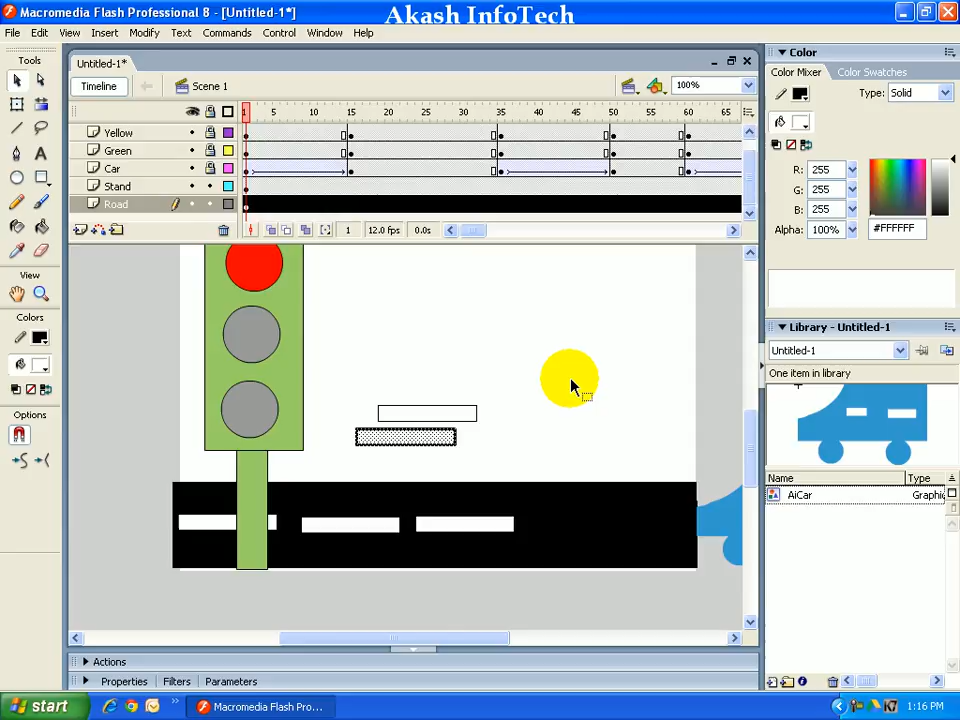 Macromedia Flash Professional 8 - [Untitled-1*]
Akash InfoTech
File Edit View Insert Modify Text Commands Control Window Help
Tools
Untitled-1*
Timeline
Scene 1
100%
1 5 10 15 20 25 30 35 40 45 50 55 60 65
Yellow
Green
Car
Stand
Road
1 12.0 fps 0.0s
View
Colors
Options
Actions
Properties Filters Parameters
Color
Color Mixer Color Swatches
Type: Solid
R: 255
G: 255
B: 255
Alpha: 100% #FFFFFF
Library - Untitled-1
Untitled-1
One item in library
Name Type
AiCar Graphic
start
Macromedia Flash Pro...
1:16 PM